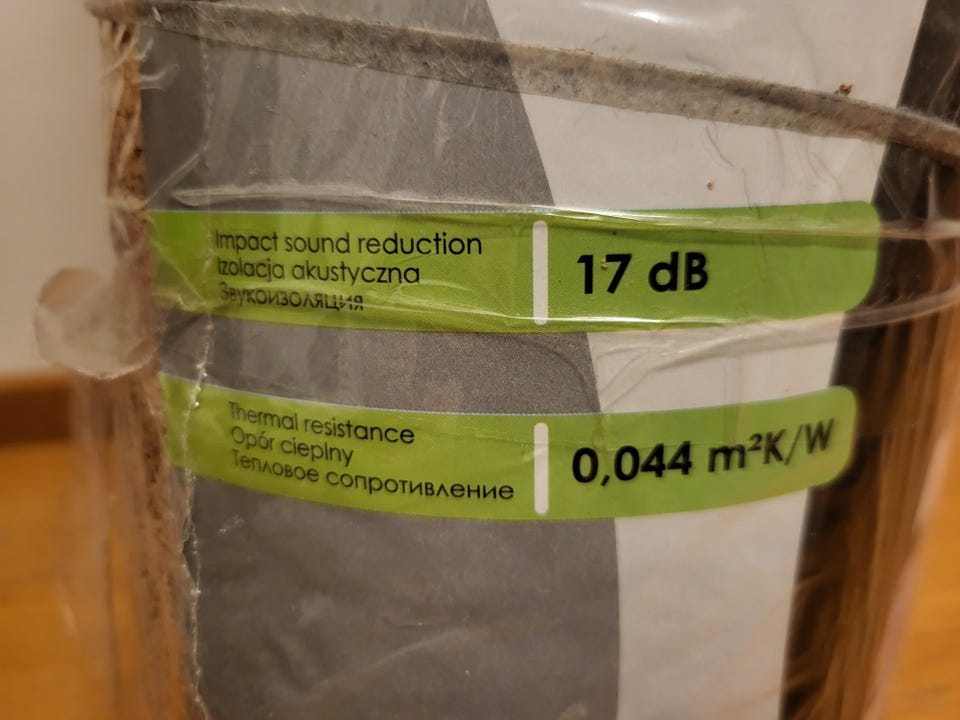 Impact sound reduction
Izolacja akustyczna
Звукоизоляция
17 dB
Thermal resistance
Opór cieplny
Тепловое сопротивление
0,044 m²K/W